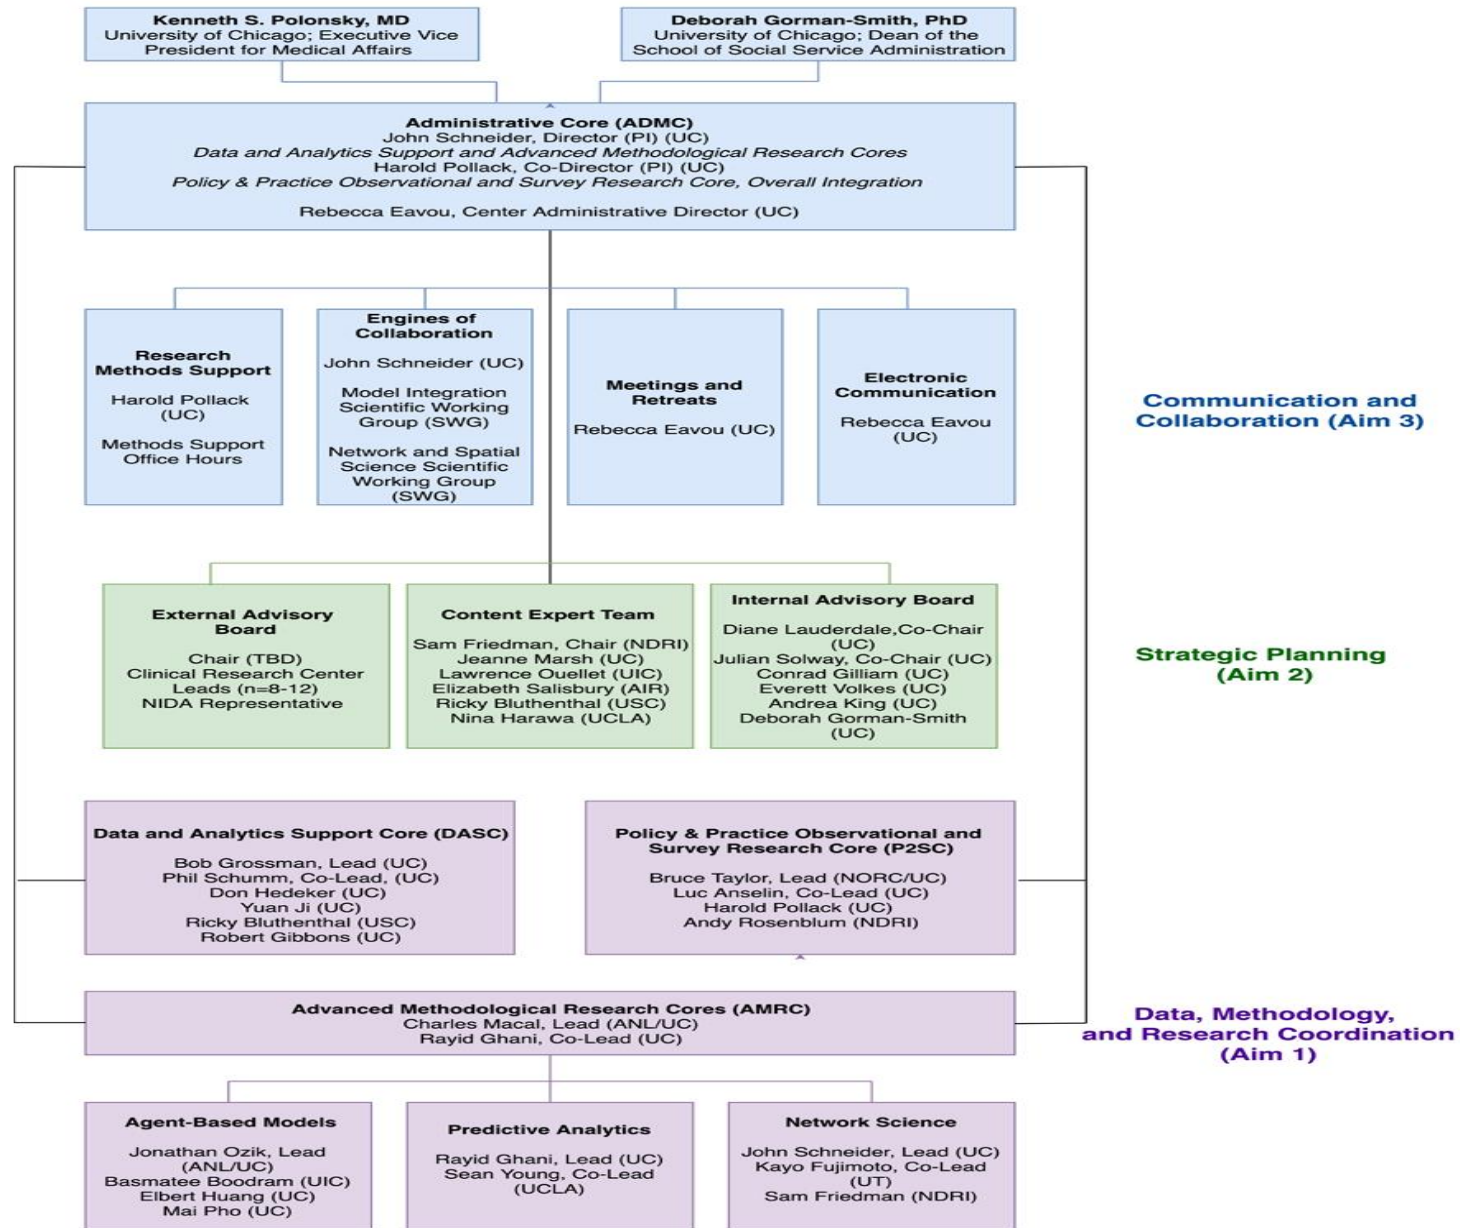 Kenneth S. Polonsky, MD
University of Chicago; Executive Vice
President for Medical Affairs
Deborah Gorman-Smith, PhD
University of Chicago; Dean of the
School of Social Service Administration
Administrative Core (ADMC)
John Schneider, Director (PI) (UC)
Data and Analytics Support and Advanced Methodological Research Cores
Harold Pollack, Co-Director (PI) (UC)
Policy & Practice Observational and Survey Research Core, Overall Integration
Rebecca Eavou, Center Administrative Director (UC)
Research
Methods Support
Harold Pollack
(UC)
Methods Support
Office Hours
Engines of
Collaboration
John Schneider (UC)
Model Integration
Scientific Working
Group (SWG)
Network and Spatial
Science Scientific
Working Group
(SWG)
Meetings and
Retreats
Rebecca Eavou (UC)
Electronic
Communication
Rebecca Eavou
(UC)
Communication and
Collaboration (Aim 3)
External Advisory
Board
Chair (TBD)
Clinical Research Center
Leads (n=8-12)
NIDA Representative
Content Expert Team
Sam Friedman, Chair (NDRI)
Jeanne Marsh (UC)
Lawrence Ouellet (UIC)
Elizabeth Salisbury (AIR)
Ricky Bluthenthal (USC)
Nina Harawa (UCLA)
Internal Advisory Board
Diane Lauderdale,Co-Chair
(UC)
Julian Solway, Co-Chair (UC)
Conrad Gilliam (UC)
Everett Volkes (UC)
Andrea King (UC)
Deborah Gorman-Smith
(UC)
Strategic Planning
(Aim 2)
Data and Analytics Support Core (DASC)
Bob Grossman, Lead (UC)
Phil Schumm, Co-Lead, (UC)
Don Hedeker (UC)
Yuan Ji (UC)
Ricky Bluthenthal (USC)
Robert Gibbons (UC)
Policy & Practice Observational and
Survey Research Core (P2SC)
Bruce Taylor, Lead (NORC/UC)
Luc Anselin, Co-Lead (UC)
Harold Pollack (UC)
Andy Rosenblum (NDRI)
Advanced Methodological Research Cores (AMRC)
Charles Macal, Lead (ANL/UC)
Rayid Ghani, Co-Lead (UC)
Data, Methodology,
and Research Coordination
(Aim 1)
Agent-Based Models
Jonathan Ozik, Lead
(ANL/UC)
Basmatee Boodram (UIC)
Elbert Huang (UC)
Mai Pho (UC)
Predictive Analytics
Rayid Ghani, Lead (UC)
Sean Young, Co-Lead
(UCLA)
Network Science
John Schneider, Lead (UC)
Kayo Fujimoto, Co-Lead
(UT)
Sam Friedman (NDRI)